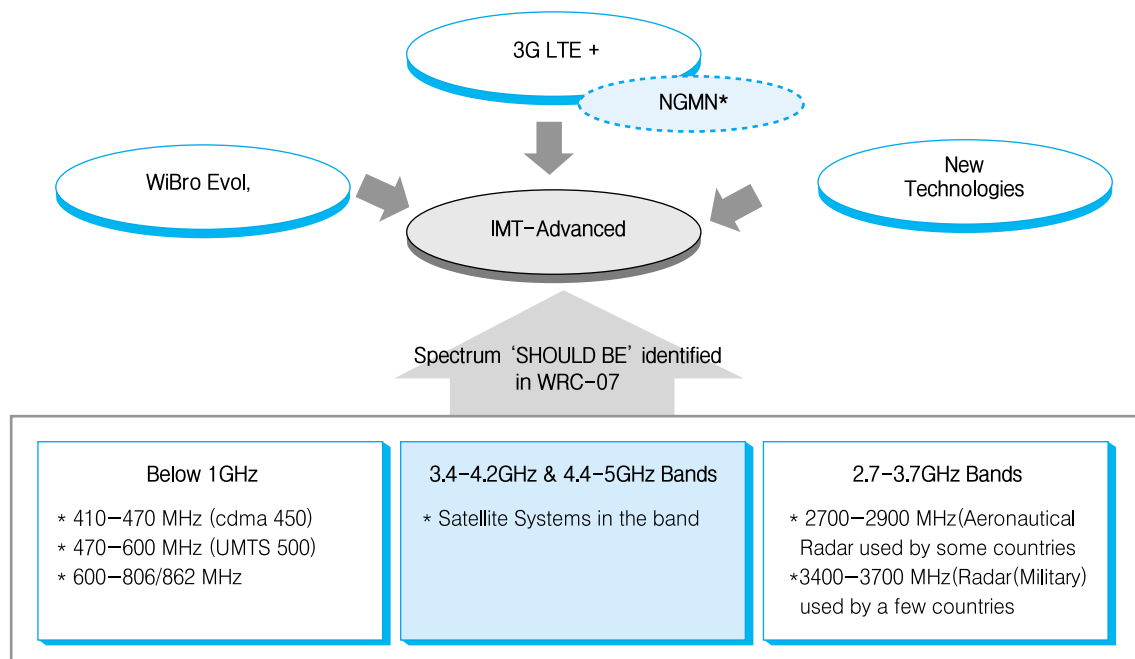 3G LTE +
NGMN*
WiBro Evol,
New
Technologies
IMT-Advanced
Spectrum ‘SHOULD BE’ identified
in WRC-07
Below 1GHz
* 410-470 MHz (cdma 450)
* 470-600 MHz (UMTS 500)
* 600-806/862 MHz
3.4-4.2GHz & 4.4-5GHz Bands
* Satellite Systems in the band
2.7-3.7GHz Bands
* 2700-2900 MHz(Aeronautical
Radar used by some countries
*3400-3700 MHz(Radar(Military)
used by a few countries